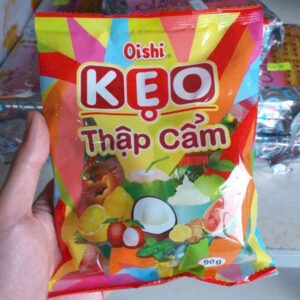 Oishi
KẸO
Thập Cẩm
90g